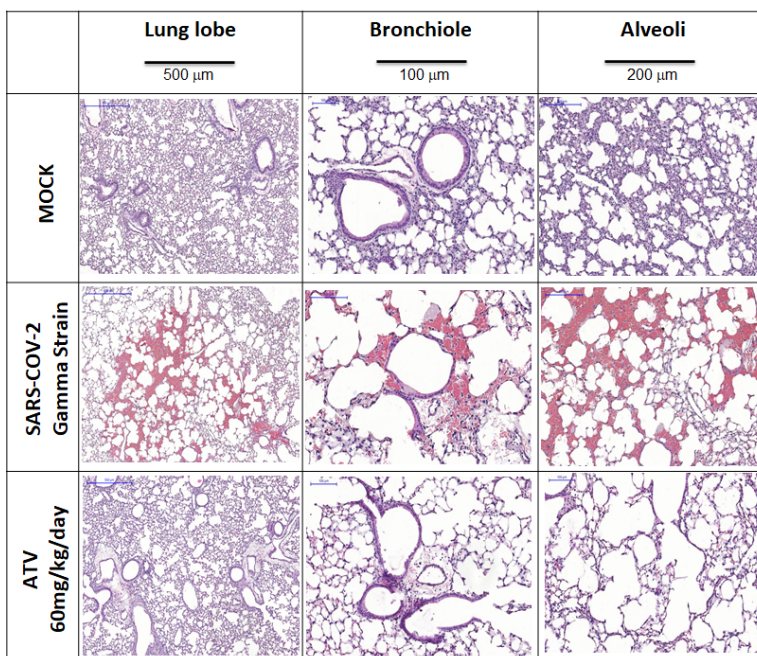 Lung lobe
500 µm
Bronchiole
100 µm
Alveoli
200 µm
MOCK
SARS-COV-2
Gamma Strain
ATV
60mg/kg/day